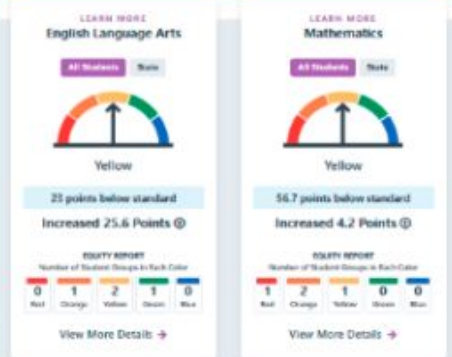 LEARN MORE
English Language Arts
All Students State
Yellow
points below standard
Increased 25.6 Points
EQUITY REPORT
Number of Student Groups in Each Color
0 1 2 1 0
Red Orange Yellow Green Blue
View More Details →
LEARN MORE
Mathematics
All Students State
Yellow
56.7 points below standard
Increased 4.2 Points
EQUITY REPORT
Number of Student Groups in Each Color
1 2 1 0 0
Red Orange Yellow Green Blue
View More Details →